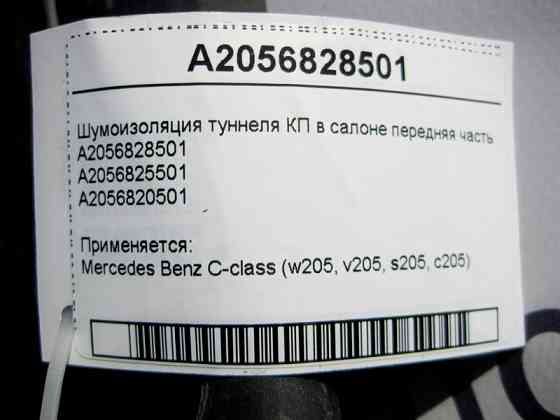 A2056828501
Шумоизоляция туннеля КП в салоне передняя часть
A2056828501
A2056825501
A2056820501
Применяется:
Mercedes Benz C-class (w205, v205, s205, c205)